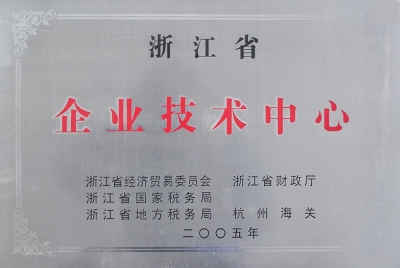 浙江省
企业技术中心
浙江省经济贸易委员会 浙江省财政厅
浙江省国家税务局
浙江省地方税务局 杭州海关
二〇〇五年